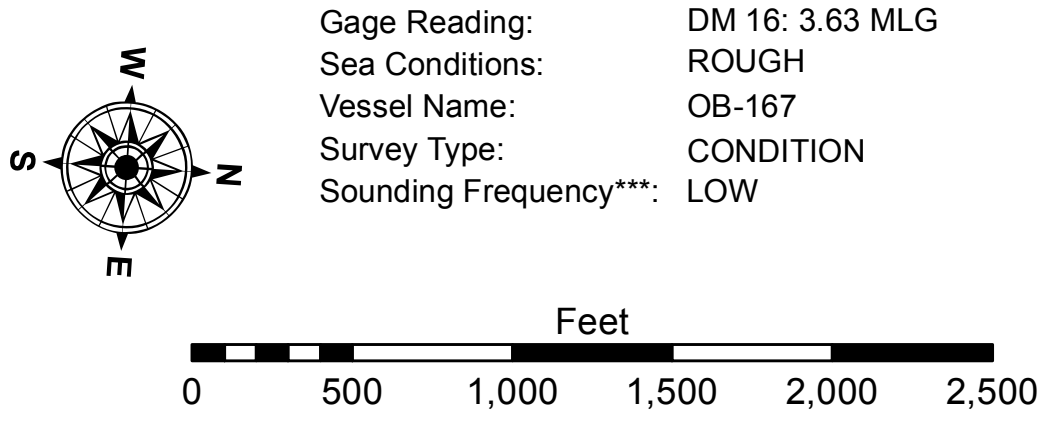 W
S
N
E
Gage Reading: DM 16: 3.63 MLG
Sea Conditions: ROUGH
Vessel Name: OB-167
Survey Type: CONDITION
Sounding Frequency***: LOW
Feet
0 500 1,000 1,500 2,000 2,500